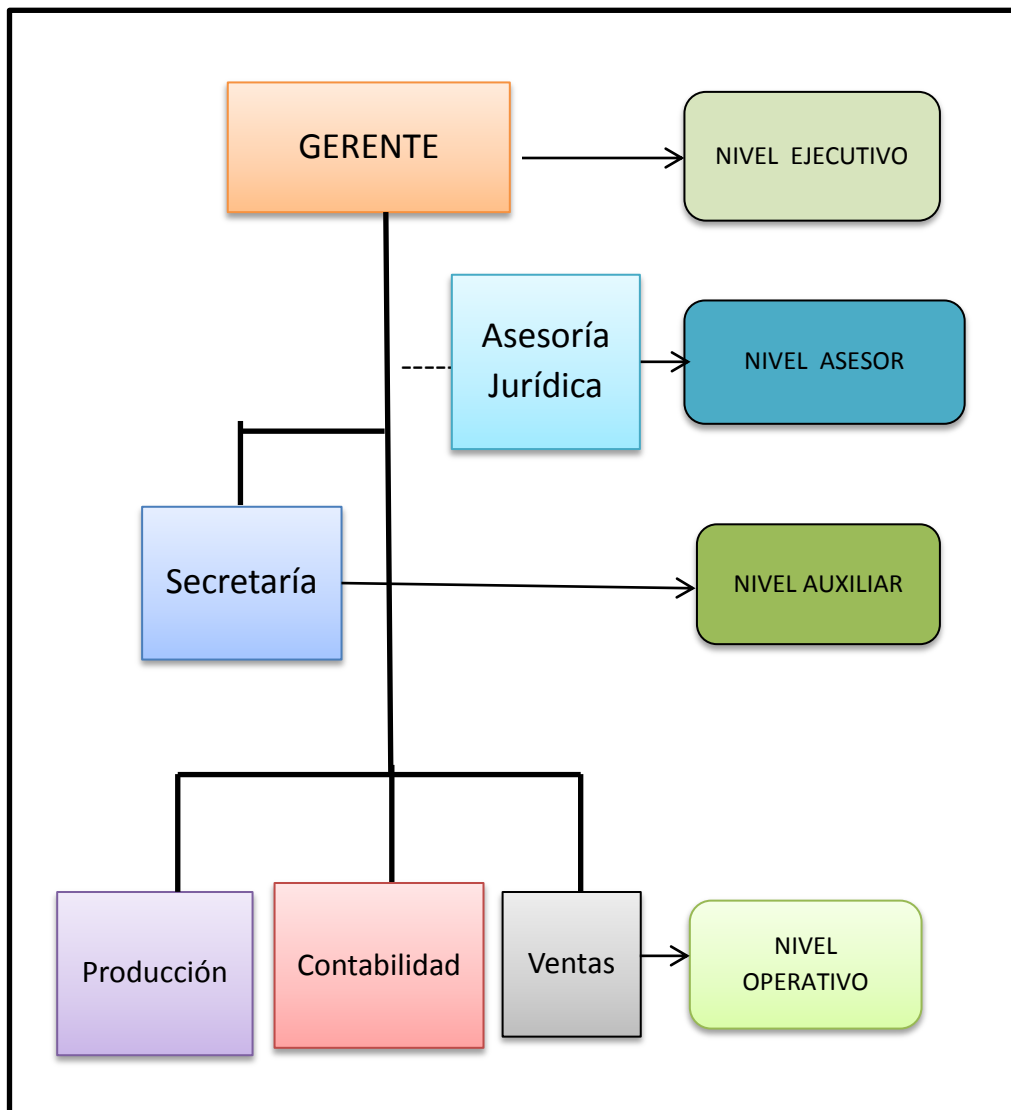 GERENTE
NIVEL EJECUTIVO
Asesoría
Jurídica
NIVEL ASESOR
Secretaría
NIVEL AUXILIAR
Producción
Contabilidad
Ventas
NIVEL
OPERATIVO